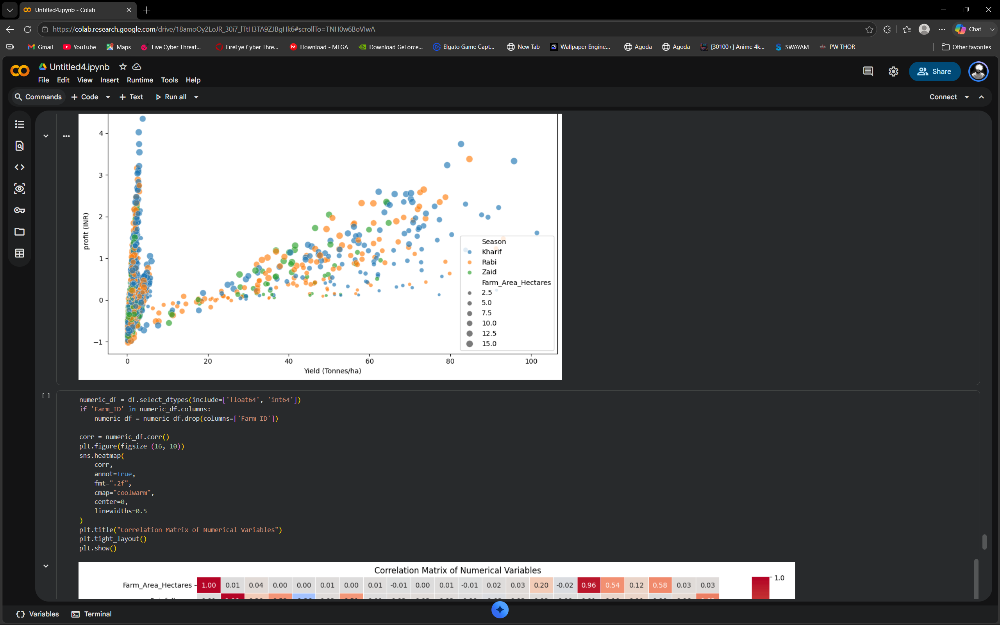 Untitled4.ipynb - Colab
https://colab.research.google.com/drive/18amoOy2LoJR_30i7_lTtH3TA9ZJBgHk6#scrollTo=TNH0w6BoVlwA
Chat
Gmail
YouTube
Maps
Live Cyber Threat...
FireEye Cyber Thre...
Download - MEGA
Download GeForce...
Elgato Game Capt...
New Tab
Wallpaper Engine...
Agoda
Agoda
[30100+] Anime 4k...
SWAYAM
PW THOR
Other favorites
Untitled4.ipynb
File Edit View Insert Runtime Tools Help
Share
Commands + Code + Text Run all
Connect
4
3
2
1
0
−1
profit (INR)
0 20 40 60 80 100
Yield (Tonnes/ha)
Season
Kharif
Rabi
Zaid
Farm_Area_Hectares
2.5
5.0
7.5
10.0
12.5
15.0
[ ]
numeric_df = df.select_dtypes(include=['float64', 'int64'])
if 'Farm_ID' in numeric_df.columns:
    numeric_df = numeric_df.drop(columns=['Farm_ID'])
corr = numeric_df.corr()
plt.figure(figsize=(16, 10))
sns.heatmap(
    corr,
    annot=True,
    fmt=".2f",
    cmap="coolwarm",
    center=0,
    linewidths=0.5
)
plt.title("Correlation Matrix of Numerical Variables")
plt.tight_layout()
plt.show()
Correlation Matrix of Numerical Variables
Farm_Area_Hectares 1.00 0.01 0.04 0.00 0.00 0.01 0.00 0.01 -0.01 0.00 0.01 -0.01 0.02 0.03 0.20 -0.02 0.96 0.54 0.12 0.58 0.03 0.03
1.0
Variables
Terminal